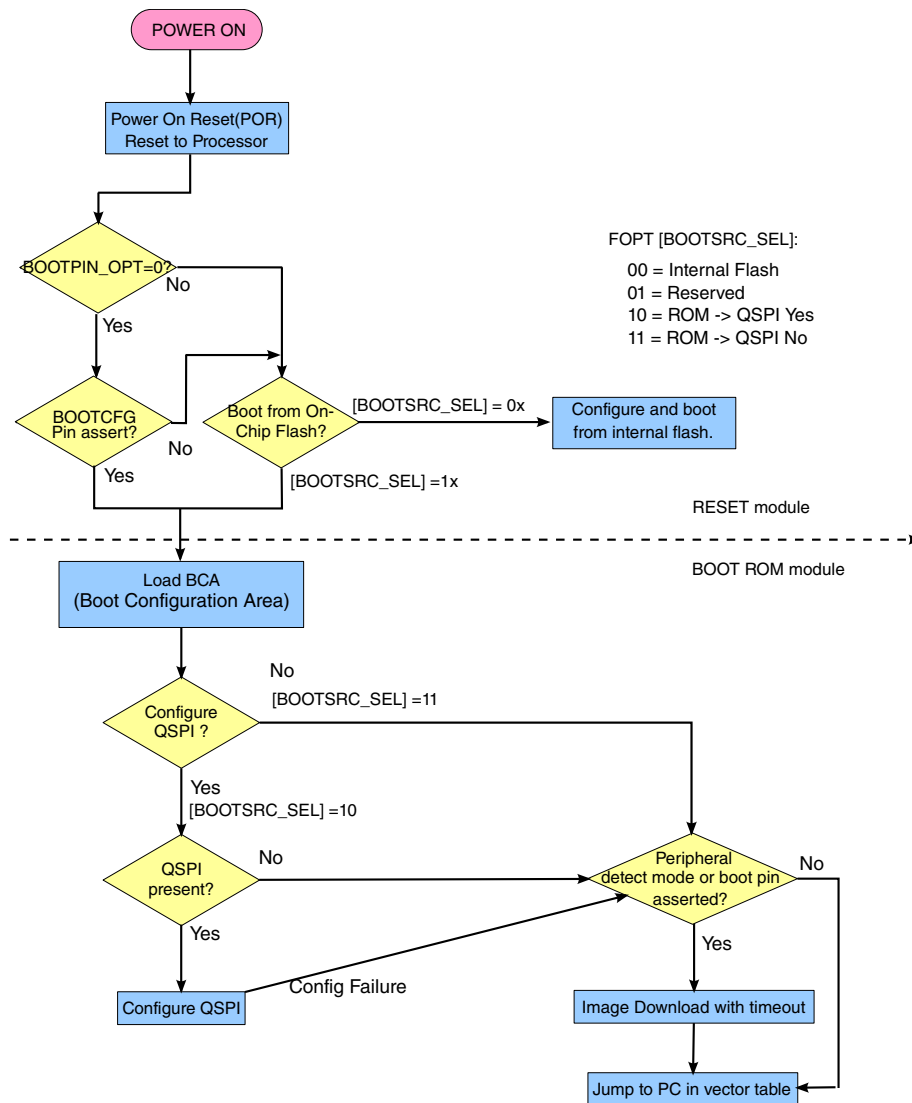 POWER ON
Power On Reset(POR)
Reset to Processor
BOOTPIN_OPT=0?
No
Yes
FOPT [BOOTSRC_SEL]:
00 = Internal Flash
01 = Reserved
10 = ROM -> QSPI Yes
11 = ROM -> QSPI No
BOOTCFG
Pin assert?
No
Yes
Boot from On-
Chip Flash?
[BOOTSRC_SEL] = 0x
Configure and boot
from internal flash.
[BOOTSRC_SEL] =1x
RESET module
BOOT ROM module
Load BCA
(Boot Configuration Area)
No
[BOOTSRC_SEL] =11
Configure
QSPI ?
Yes
[BOOTSRC_SEL] =10
QSPI
present?
No
Yes
Peripheral
detect mode or boot pin
asserted?
No
Yes
Configure QSPI
Config Failure
Image Download with timeout
Jump to PC in vector table